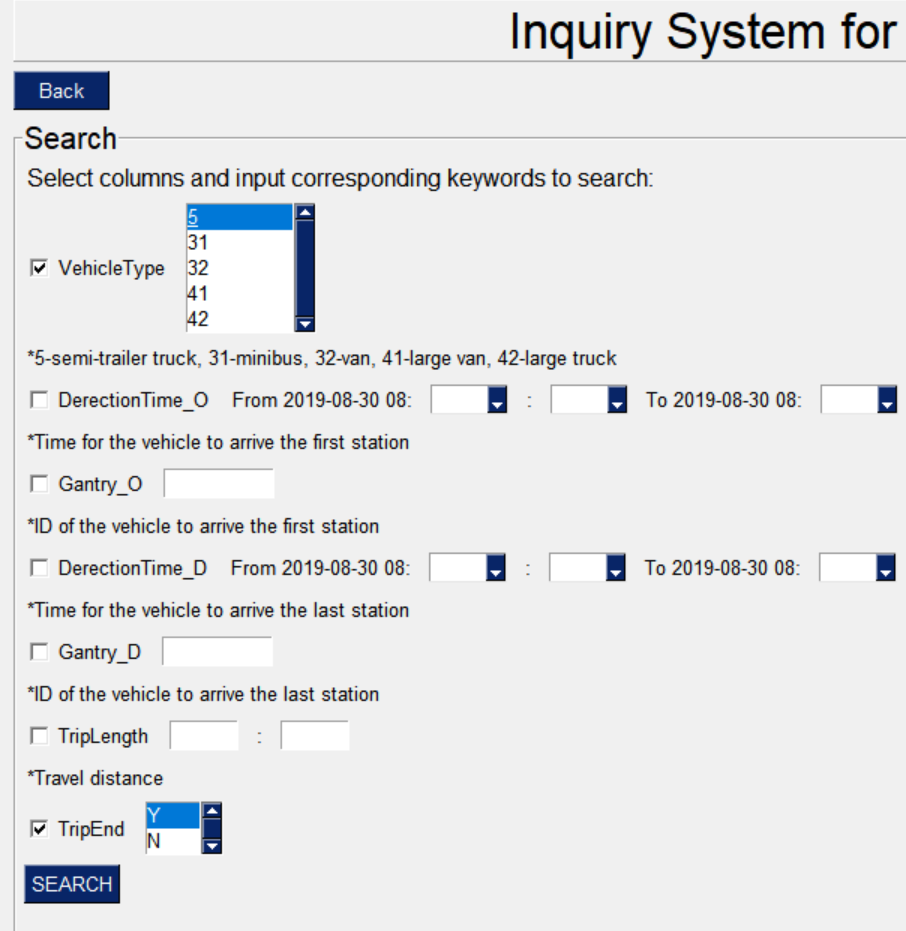 Inquiry System for
Back
Search
Select columns and input corresponding keywords to search:
5
31
VehicleType 32
41
42
*5-semi-trailer truck, 31-minibus, 32-van, 41-large van, 42-large truck
DerectionTime_O From 2019-08-30 08: : To 2019-08-30 08:
*Time for the vehicle to arrive the first station
Gantry_O
*ID of the vehicle to arrive the first station
DerectionTime_D From 2019-08-30 08: : To 2019-08-30 08:
*Time for the vehicle to arrive the last station
Gantry_D
*ID of the vehicle to arrive the last station
TripLength :
*Travel distance
TripEnd Y
N
SEARCH